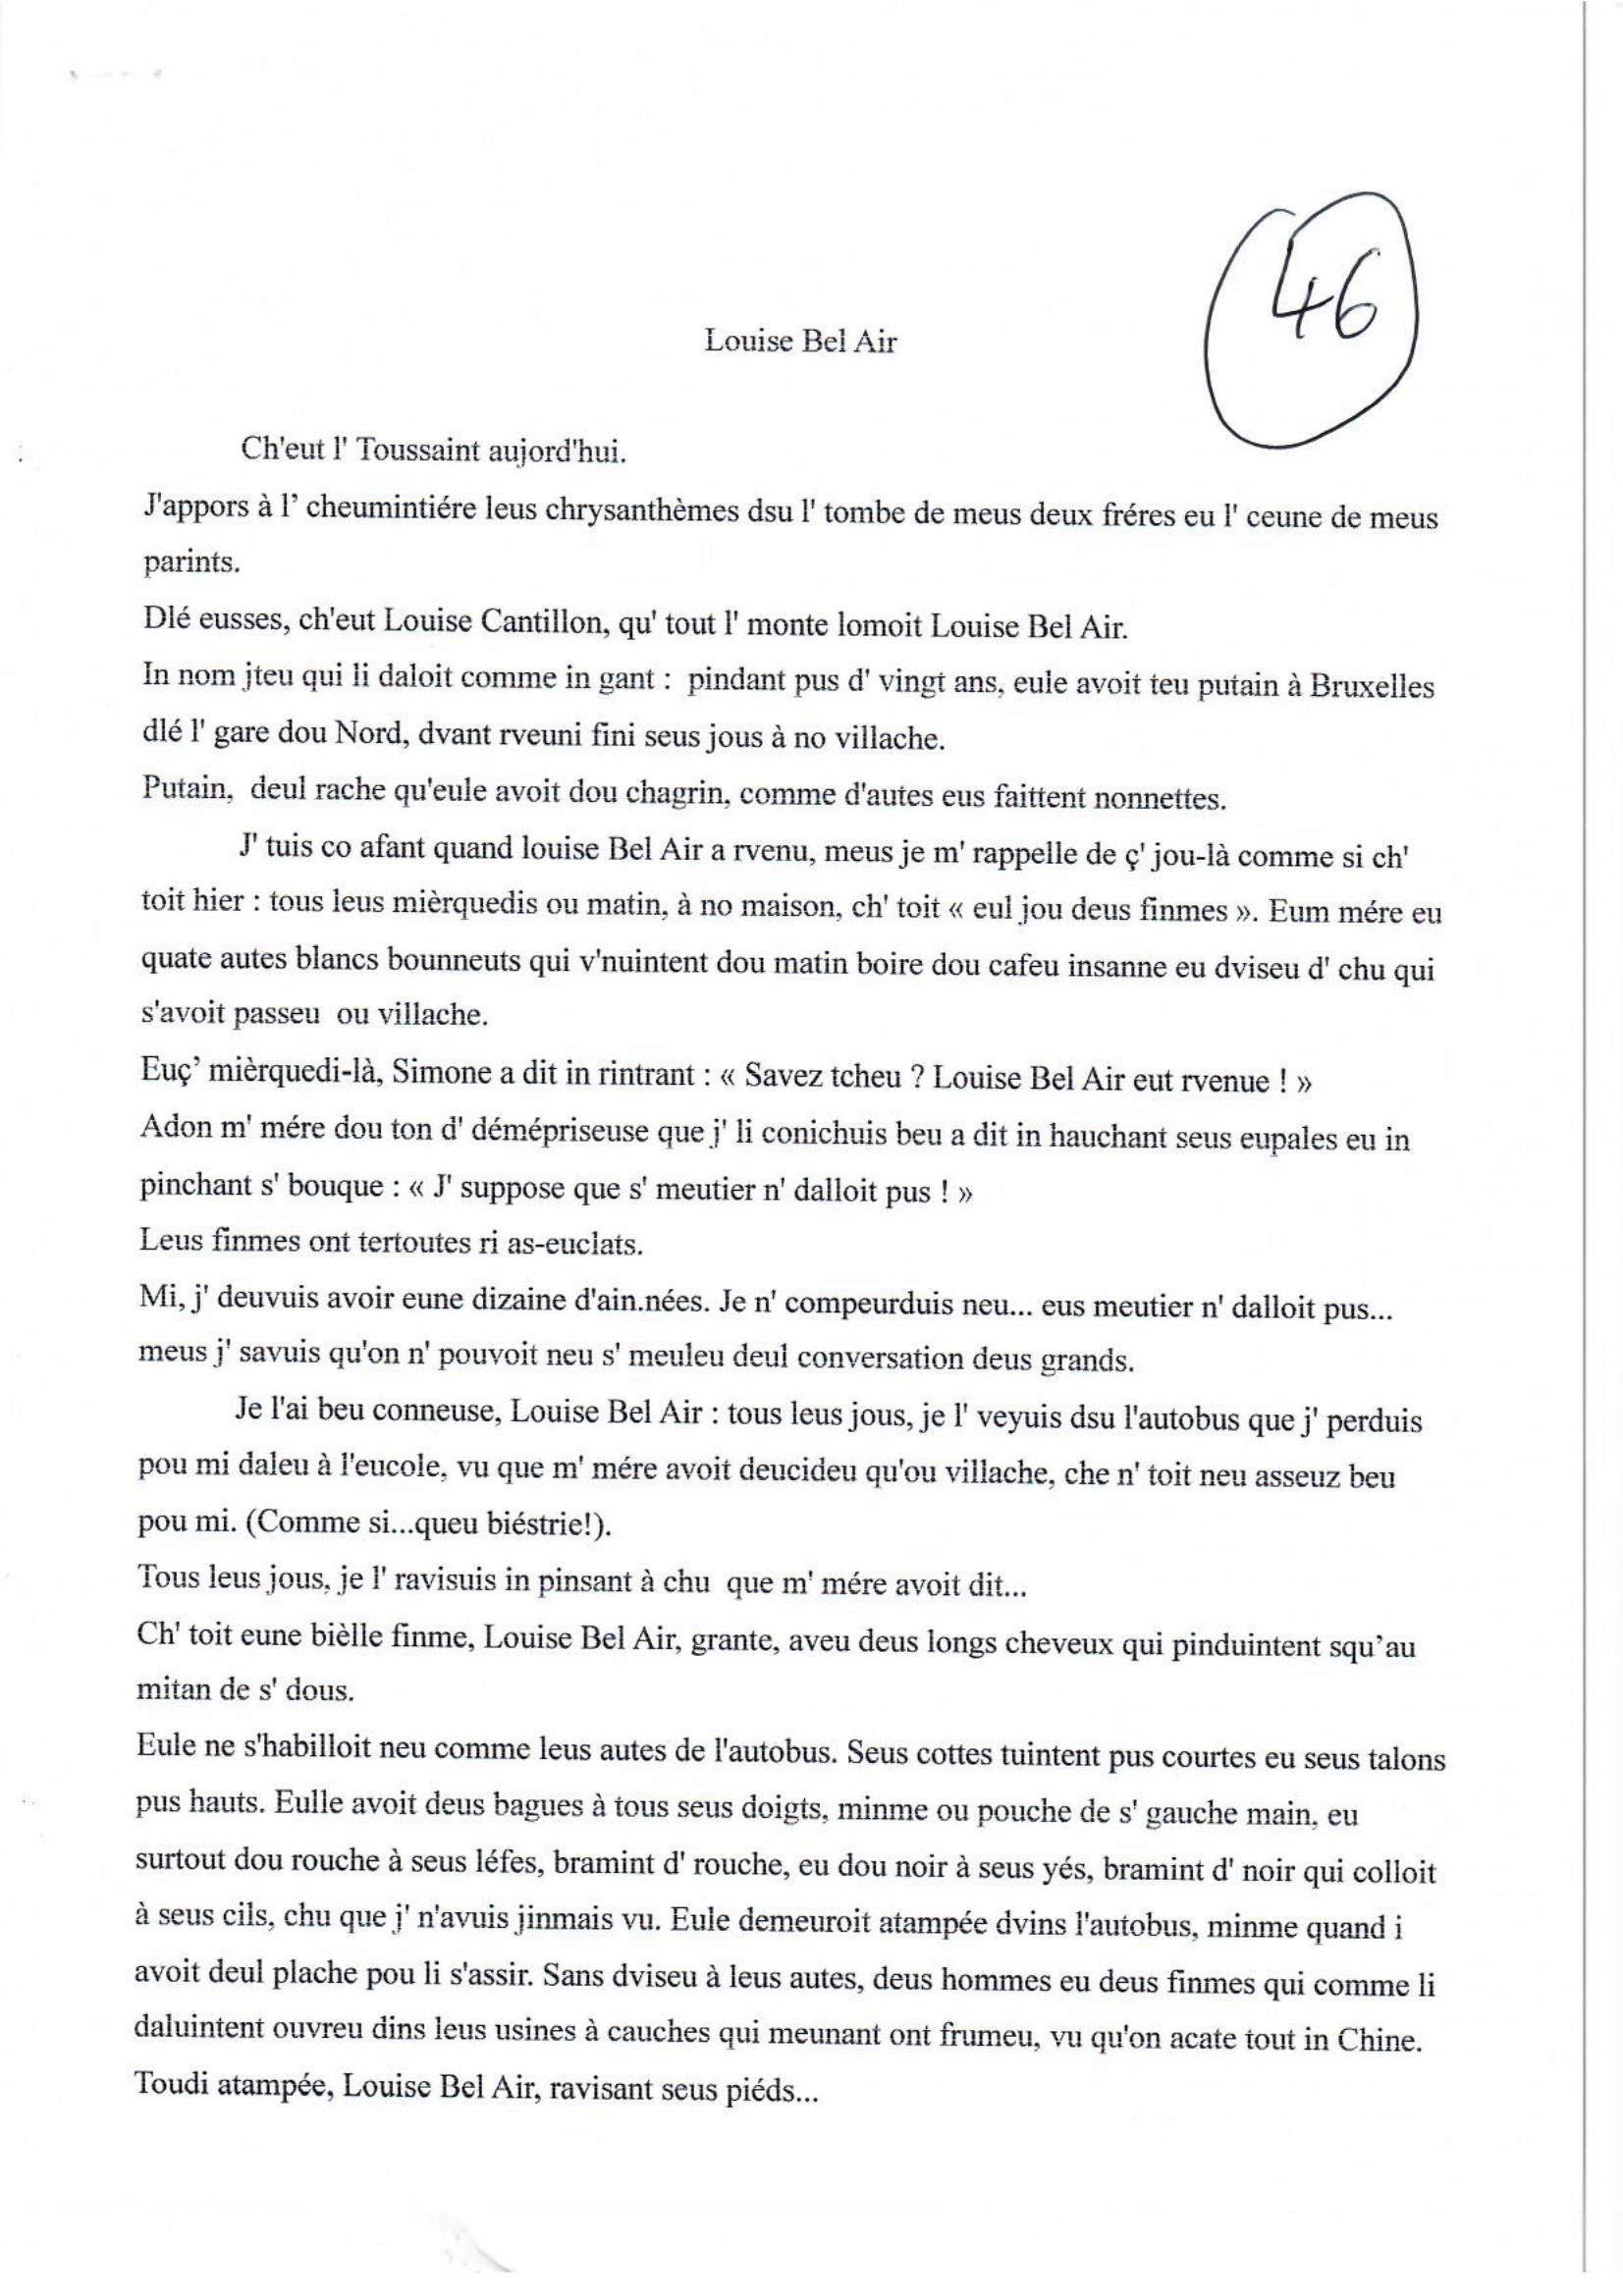 46
Louise Bel Air
Ch'eut l' Toussaint aujord'hui.
J'appors à l’ cheumintiére leus chrysanthèmes dsu l' tombe de meus deux fréres eu l' ceune de meus
parints.
Dlé eusses, ch'eut Louise Cantillon, qu' tout l' monte lomoit Louise Bel Air.
In nom jteu qui li daloit comme in gant : pindant pus d' vingt ans, eule avoit teu putain à Bruxelles
dlé l' gare dou Nord, dvant rveuni fini seus jous à no villache.
Putain, deul rache qu'eule avoit dou chagrin, comme d'autes eus faittent nonnettes.
J' tuis co afant quand louise Bel Air a rvenu, meus je m' rappelle de ç' jou-là comme si ch'
toit hier : tous leus mièrquedis ou matin, à no maison, ch' toit « eul jou deus finmes ». Eum mére eu
quate autes blancs bounneuts qui v'nuintent dou matin boire dou cafeu insanne eu dviseu d' chu qui
s'avoit passeu ou villache.
Euç’ mièrquedi-là, Simone a dit in rintrant : « Savez tcheu ? Louise Bel Air eut rvenue ! »
Adon m' mére dou ton d' démépriseuse que j' li conichuis beu a dit in hauchant seus eupales eu in
pinchant s' bouque : « J' suppose que s' meutier n' dalloit pus ! »
Leus finmes ont tertoutes ri as-euclats.
Mi, j' deuvuis avoir eune dizaine d'ain.nées. Je n' compeurduis neu... eus meutier n' dalloit pus...
meus j' savuis qu'on n' pouvoit neu s' meuleu deul conversation deus grands.
Je l'ai beu conneuse, Louise Bel Air : tous leus jous, je l' veyuis dsu l'autobus que j' perduis
pou mi daleu à l'eucole, vu que m' mére avoit deucideu qu'ou villache, che n' toit neu asseuz beu
pou mi. (Comme si...queu biéstrie!).
Tous leus jous, je l' ravisuis in pinsant à chu que m' mére avoit dit...
Ch' toit eune bièlle finme, Louise Bel Air, grante, aveu deus longs cheveux qui pinduintent squ’au
mitan de s' dous.
Eule ne s'habilloit neu comme leus autes de l'autobus. Seus cottes tuintent pus courtes eu seus talons
pus hauts. Eulle avoit deus bagues à tous seus doigts, minme ou pouche de s' gauche main, eu
surtout dou rouche à seus léfes, bramint d' rouche, eu dou noir à seus yés, bramint d' noir qui colloit
à seus cils, chu que j' n'avuis jinmais vu. Eule demeuroit atampée dvins l'autobus, minme quand i
avoit deul plache pou li s'assir. Sans dviseu à leus autes, deus hommes eu deus finmes qui comme li
daluintent ouvreu dins leus usines à cauches qui meunant ont frumeu, vu qu'on acate tout in Chine.
Toudi atampée, Louise Bel Air, ravisant seus piéds...